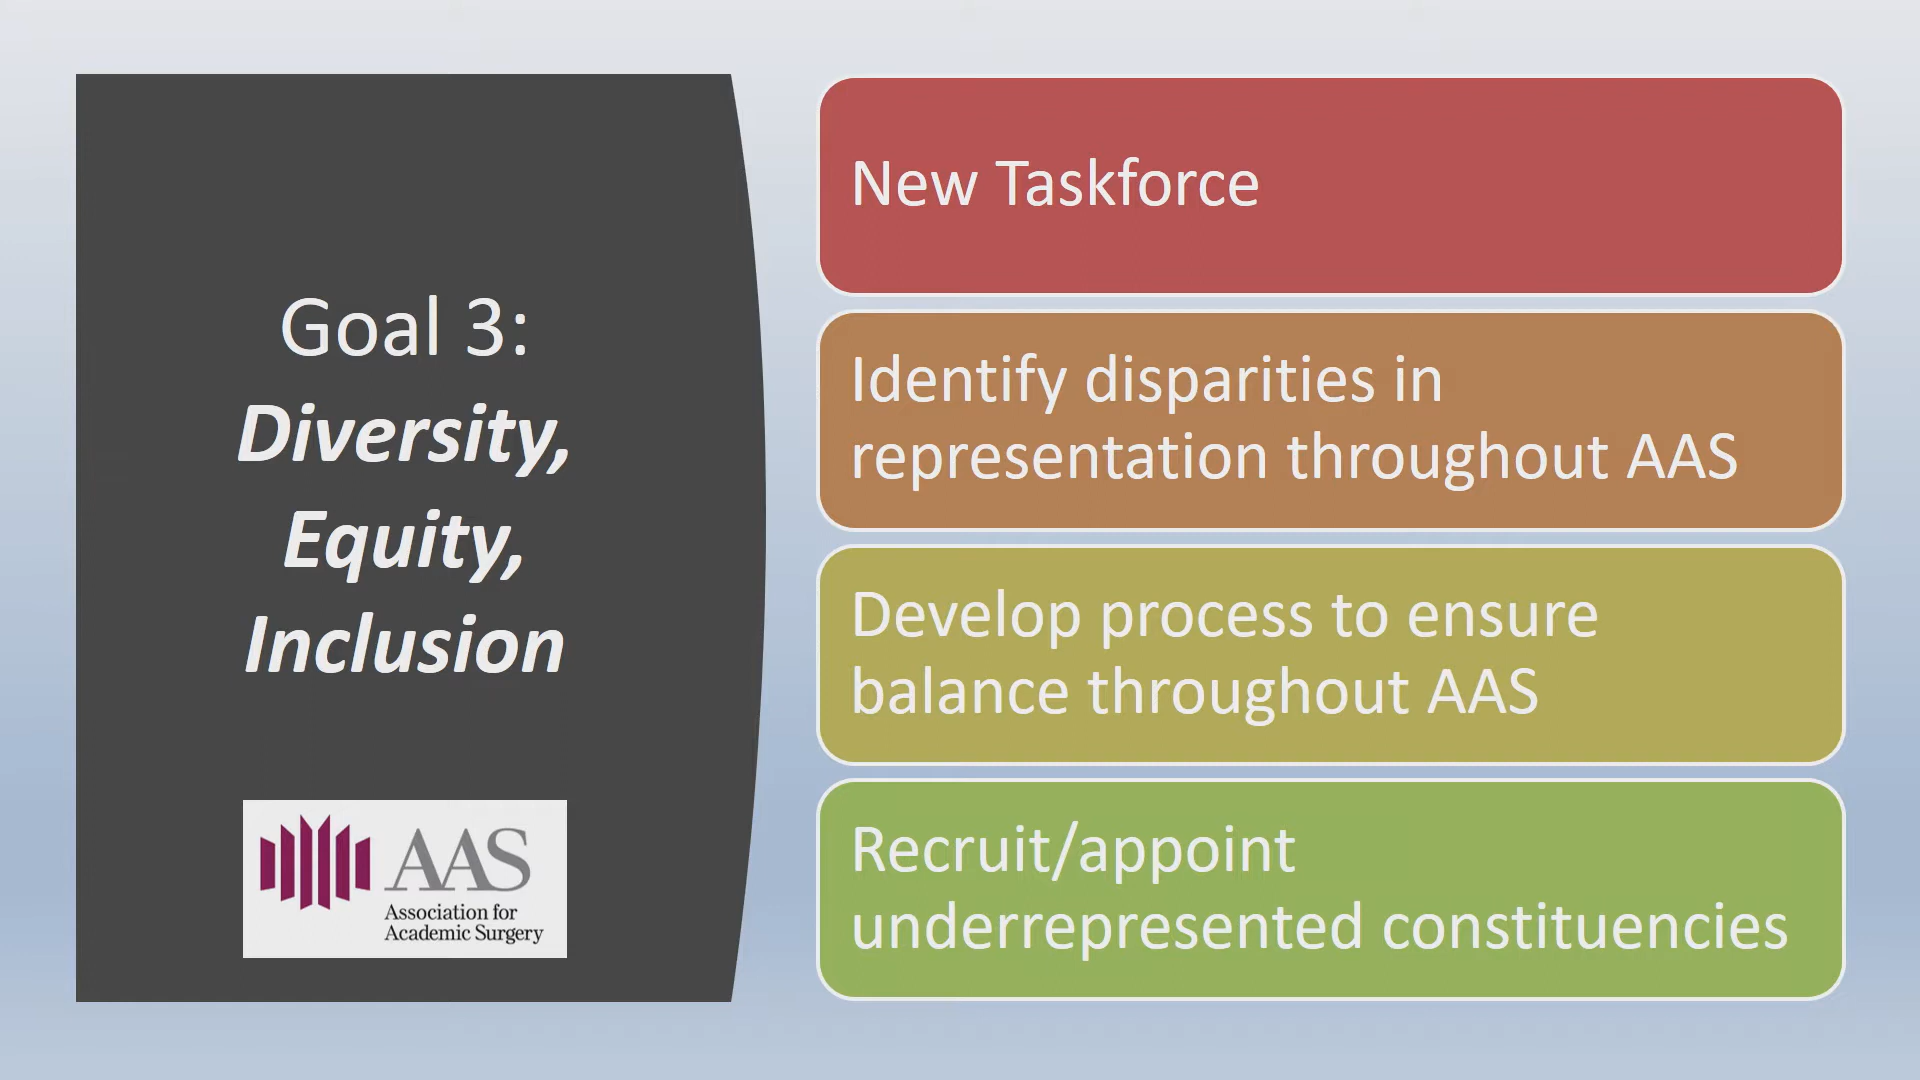 Goal 3:
Diversity,
Equity,
Inclusion
AAS
Association for
Academic Surgery
New Taskforce
Identify disparities in
representation throughout AAS
Develop process to ensure
balance throughout AAS
Recruit/appoint
underrepresented constituencies